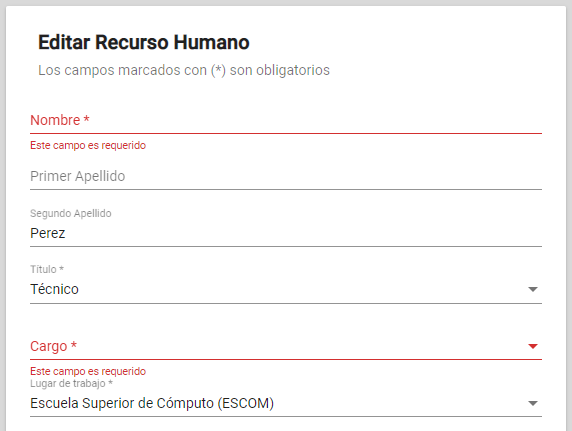 Editar Recurso Humano
Los campos marcados con (*) son obligatorios
Nombre *
Este campo es requerido
Primer Apellido
Segundo Apellido
Perez
Título *
Técnico
Cargo *
Este campo es requerido
Lugar de trabajo *
Escuela Superior de Cómputo (ESCOM)